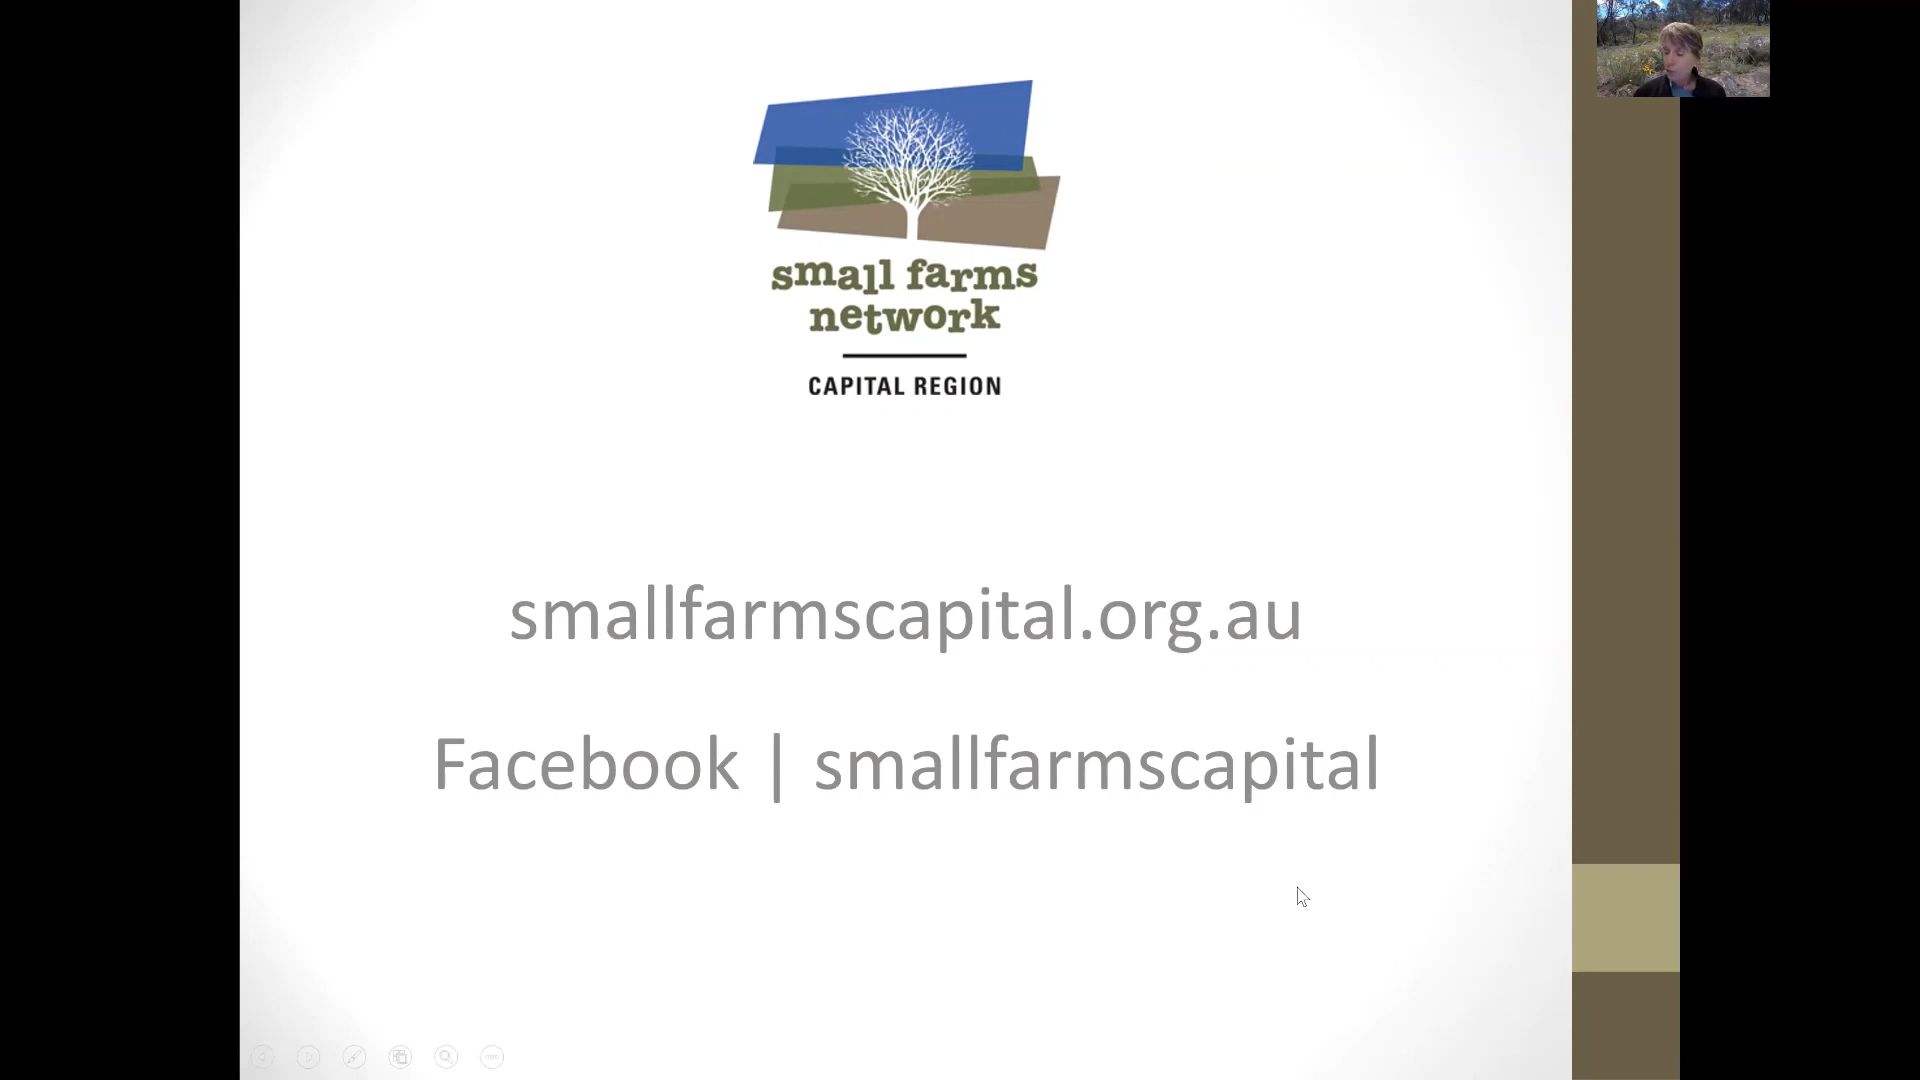 small farms
network
CAPITAL REGION
smallfarmscapital.org.au
Facebook | smallfarmscapital